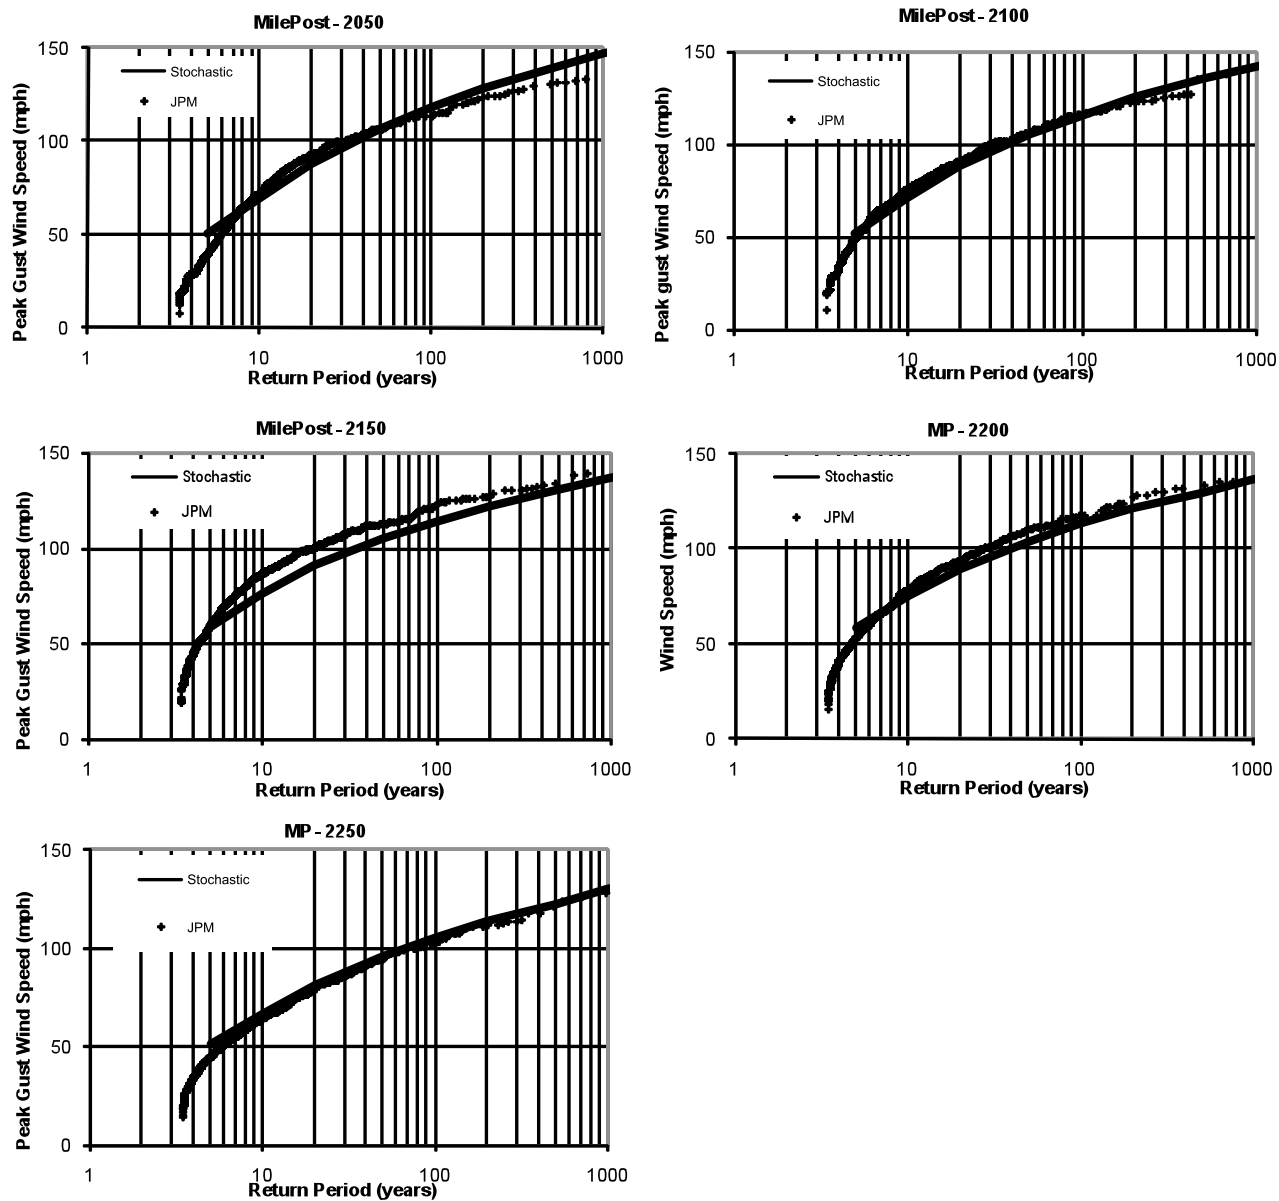 MilePost - 2050
150
100
50
0
Peak Gust Wind Speed (mph)
Stochastic
JPM
1
10
100
1000
Return Period (years)
MilePost - 2100
150
100
50
0
Peak gust Wind Speed (mph)
Stochastic
JPM
1
10
100
1000
Return Period (years)
MilePost - 2150
150
100
50
0
Peak Gust Wind Speed (mph)
Stochastic
JPM
1
10
100
1000
Return Period (years)
MP - 2200
150
100
50
0
Wind Speed (mph)
Stochastic
JPM
1
10
100
1000
Return Period (years)
MP - 2250
150
100
50
0
Peak Gust Wind Speed (mph)
Stochastic
JPM
1
10
100
1000
Return Period (years)